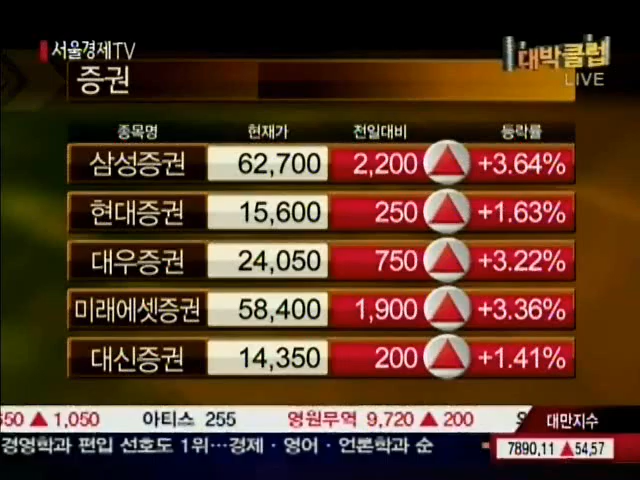 서울경제TV
대박클럽
LIVE
증권
종목명 현재가 전일대비 등락률
삼성증권 62,700 2,200 ▲ +3.64%
현대증권 15,600 250 ▲ +1.63%
대우증권 24,050 750 ▲ +3.22%
미래에셋증권 58,400 1,900 ▲ +3.36%
대신증권 14,350 200 ▲ +1.41%
650 ▲ 1,050 아티스 255 영원무역 9,720 ▲ 200
대만지수
경영학과 편입 선호도 1위...경제·영어·언론학과 순
7890,11 ▲54,57